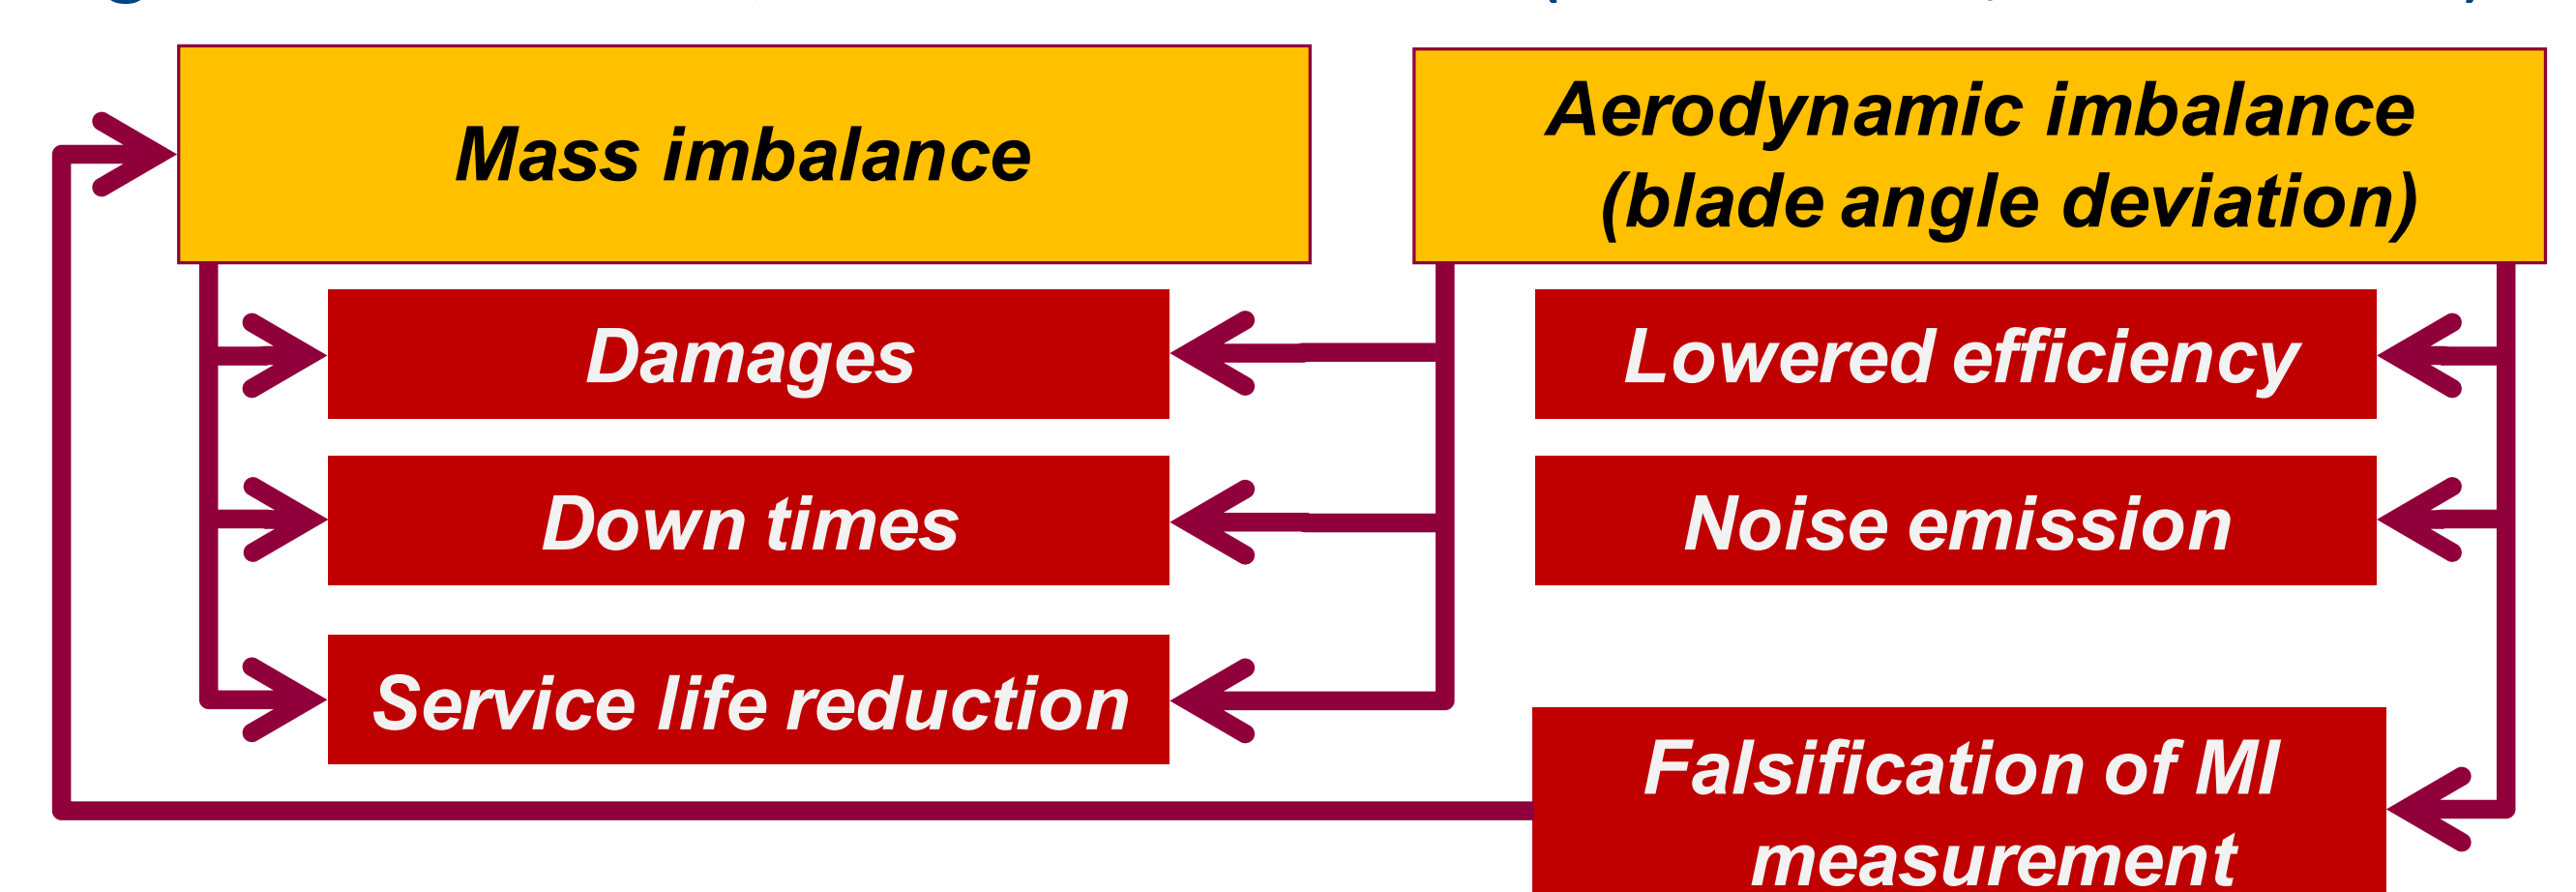 Mass imbalance
Aerodynamic imbalance
(blade angle deviation)
Damages
Lowered efficiency
Down times
Noise emission
Service life reduction
Falsification of MI
measurement